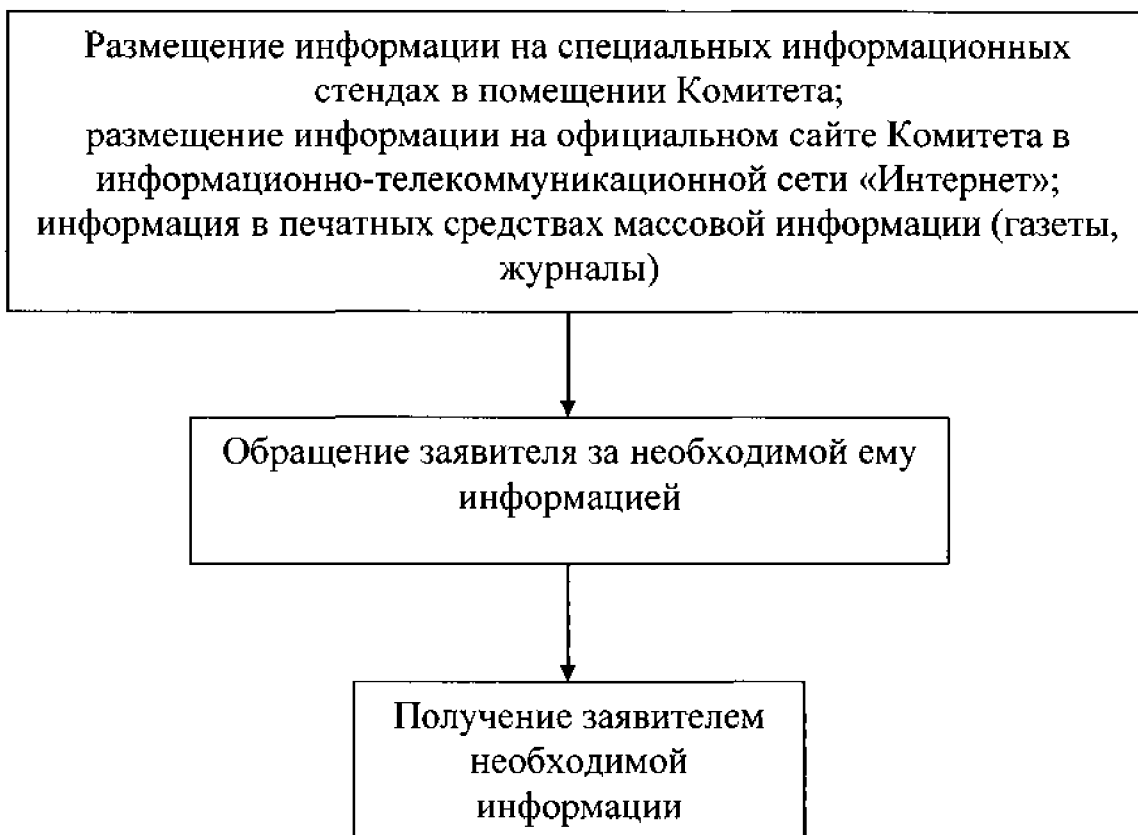 Размещение информации на специальных информационных
стендах в помещении Комитета;
размещение информации на официальном сайте Комитета в
информационно-телекоммуникационной сети «Интернет»;
информация в печатных средствах массовой информации (газеты,
журналы)
Обращение заявителя за необходимой ему
информацией
Получение заявителем
необходимой
информации